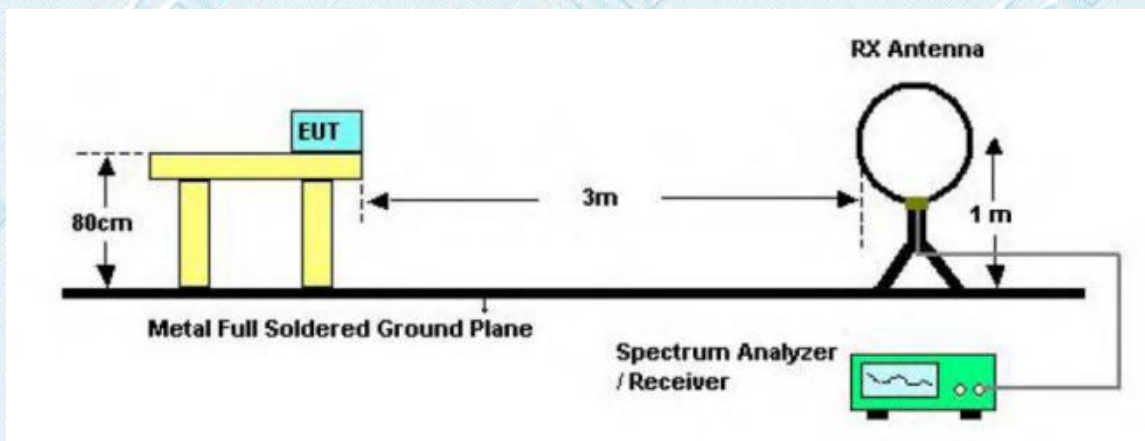 RX Antenna
EUT
80cm
3m
1 m
Metal Full Soldered Ground Plane
Spectrum Analyzer
/ Receiver